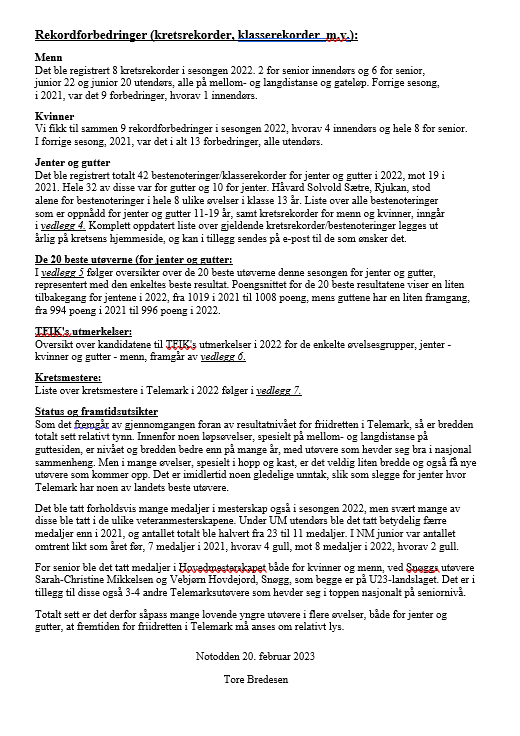 Rekordforbedringer (kretsrekorder, klasserekorder m.v.):
Menn
Det ble registrert 8 kretsrekorder i sesongen 2022. 2 for senior innendørs og 6 for senior,
junior 22 og junior 20 utendørs, alle på mellom- og langdistanse og gateløp. Forrige sesong,
i 2021, var det 9 forbedringer, hvorav 1 innendørs.
Kvinner
Vi fikk til sammen 9 rekordforbedringer i sesongen 2022, hvorav 4 innendørs og hele 8 for senior.
I forrige sesong, 2021, var det i alt 13 forbedringer, alle utendørs.
Jenter og gutter
Det ble registrert totalt 42 bestenoteringer/klasserekorder for jenter og gutter i 2022, mot 19 i
2021. Hele 32 av disse var for gutter og 10 for jenter. Håvard Solvold Sætre, Rjukan, stod
alene for bestenoteringer i hele 8 ulike øvelser i klasse 13 år. Liste over alle bestenoteringer
som er oppnådd for jenter og gutter 11-19 år, samt kretsrekorder for menn og kvinner, inngår
i vedlegg 4. Komplett oppdatert liste over gjeldende kretsrekorder/bestenoteringer legges ut
årlig på kretsens hjemmeside, og kan i tillegg sendes på e-post til de som ønsker det.
De 20 beste utøverne (for jenter og gutter:
I vedlegg 5 følger oversikter over de 20 beste utøverne denne sesongen for jenter og gutter,
representert med den enkeltes beste resultat. Poengsnittet for de 20 beste resultatene viser en liten
tilbakegang for jentene i 2022, fra 1019 i 2021 til 1008 poeng, mens guttene har en liten framgang,
fra 994 poeng i 2021 til 996 poeng i 2022.
TFIK's utmerkelser:
Oversikt over kandidatene til TFIK's utmerkelser i 2022 for de enkelte øvelsesgrupper, jenter -
kvinner og gutter - menn, framgår av vedlegg 6.
Kretsmestere:
Liste over kretsmestere i Telemark i 2022 følger i vedlegg 7.
Status og framtidsutsikter
Som det fremgår av gjennomgangen foran av resultatnivået for friidretten i Telemark, så er bredden
totalt sett relativt tynn. Innenfor noen løpsøvelser, spesielt på mellom- og langdistanse på
guttesiden, er nivået og bredden bedre enn på mange år, med utøvere som hevder seg bra i nasjonal
sammenheng. Men i mange øvelser, spesielt i hopp og kast, er det veldig liten bredde og også få nye
utøvere som kommer opp. Det er imidlertid noen gledelige unntak, slik som slegge for jenter hvor
Telemark har noen av landets beste utøvere.
Det ble tatt forholdsvis mange medaljer i mesterskap også i sesongen 2022, men svært mange av
disse ble tatt i de ulike veteranmesterskapene. Under UM utendørs ble det tatt betydelig færre
medaljer enn i 2021, og antallet totalt ble halvert fra 23 til 11 medaljer. I NM junior var antallet
omtrent likt som året før, 7 medaljer i 2021, hvorav 4 gull, mot 8 medaljer i 2022, hvorav 2 gull.
For senior ble det tatt medaljer i Hovedmesterskapet både for kvinner og menn, ved Snøggs utøvere
Sarah-Christine Mikkelsen og Vebjørn Hovdejord, Snøgg, som begge er på U23-landslaget. Det er i
tillegg til disse også 3-4 andre Telemarksutøvere som hevder seg i toppen nasjonalt på seniornivå.
Totalt sett er det derfor såpass mange lovende yngre utøvere i flere øvelser, både for jenter og
gutter, at fremtiden for friidretten i Telemark må anses om relativt lys.
Notodden 20. februar 2023
Tore Bredesen